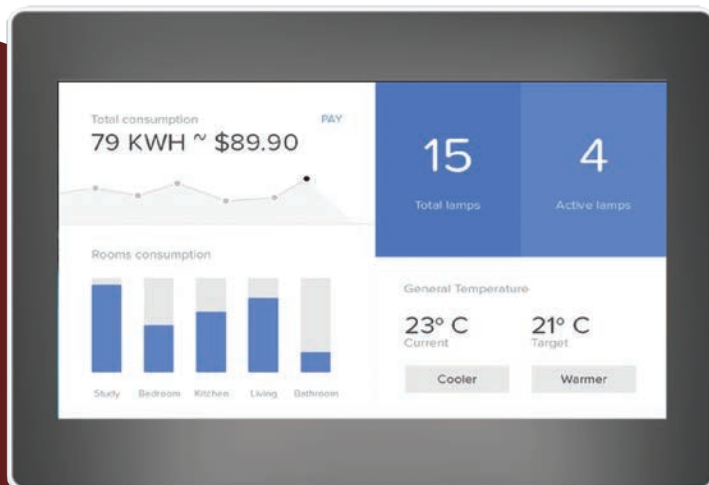 Total consumption
PAY
79 KWH ~ $89.90
15
Total lamps
4
Active lamps
Rooms consumption
Study
Bedroom
Kitchen
Living
Bathroom
General Temperature
23° C
Current
21° C
Target
Cooler
Warmer